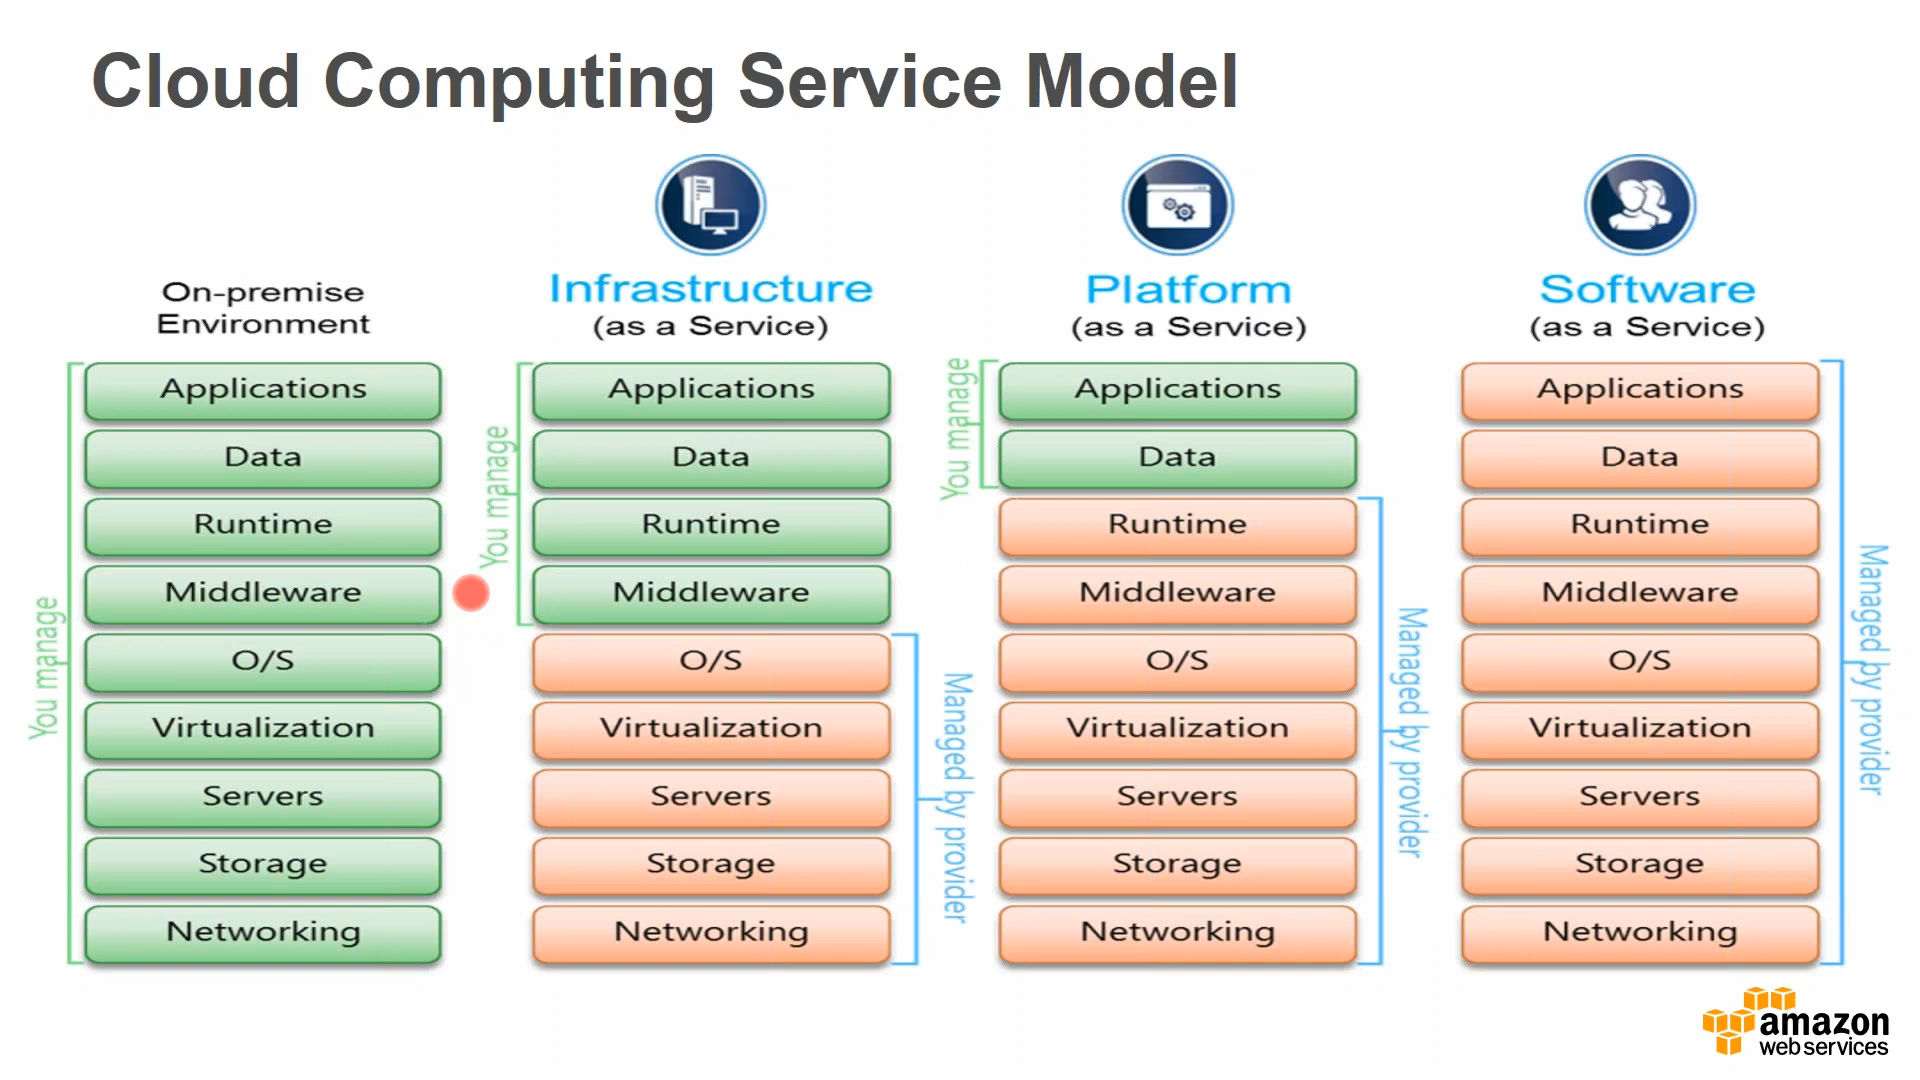 Cloud Computing Service Model
On-premise
Environment
You manage
Applications
Data
Runtime
Middleware
O/S
Virtualization
Servers
Storage
Networking
Infrastructure
(as a Service)
You manage
Applications
Data
Runtime
Middleware
O/S
Virtualization
Servers
Storage
Networking
Managed by provider
Platform
(as a Service)
You manage
Applications
Data
Runtime
Middleware
O/S
Virtualization
Servers
Storage
Networking
Managed by provider
Software
(as a Service)
Applications
Data
Runtime
Middleware
O/S
Virtualization
Servers
Storage
Networking
Managed by provider
amazon
web services